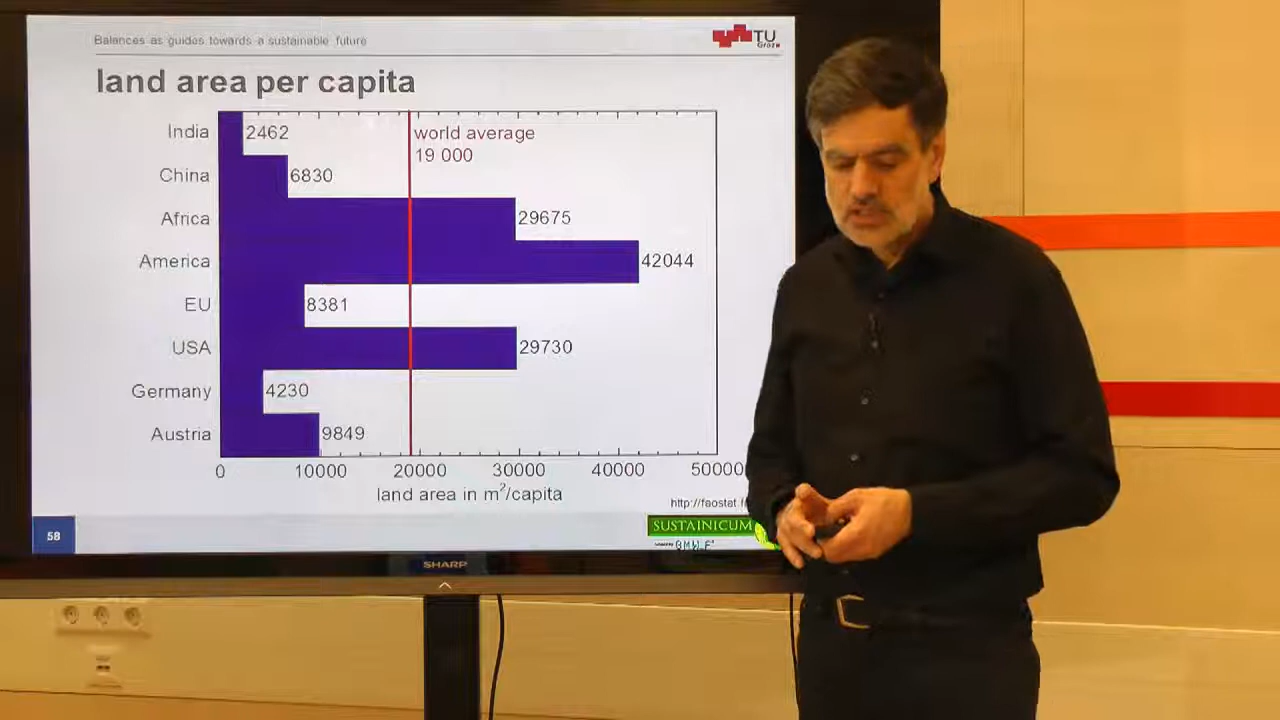 Balances as guides towards a sustainable future
TU
Graz
land area per capita
India 2462
world average
19 000
China 6830
Africa 29675
America 42044
EU 8381
USA 29730
Germany 4230
Austria 9849
0 10000 20000 30000 40000 50000
land area in m²/capita
http://faostat.f
58
SUSTAINICUM
SHARP